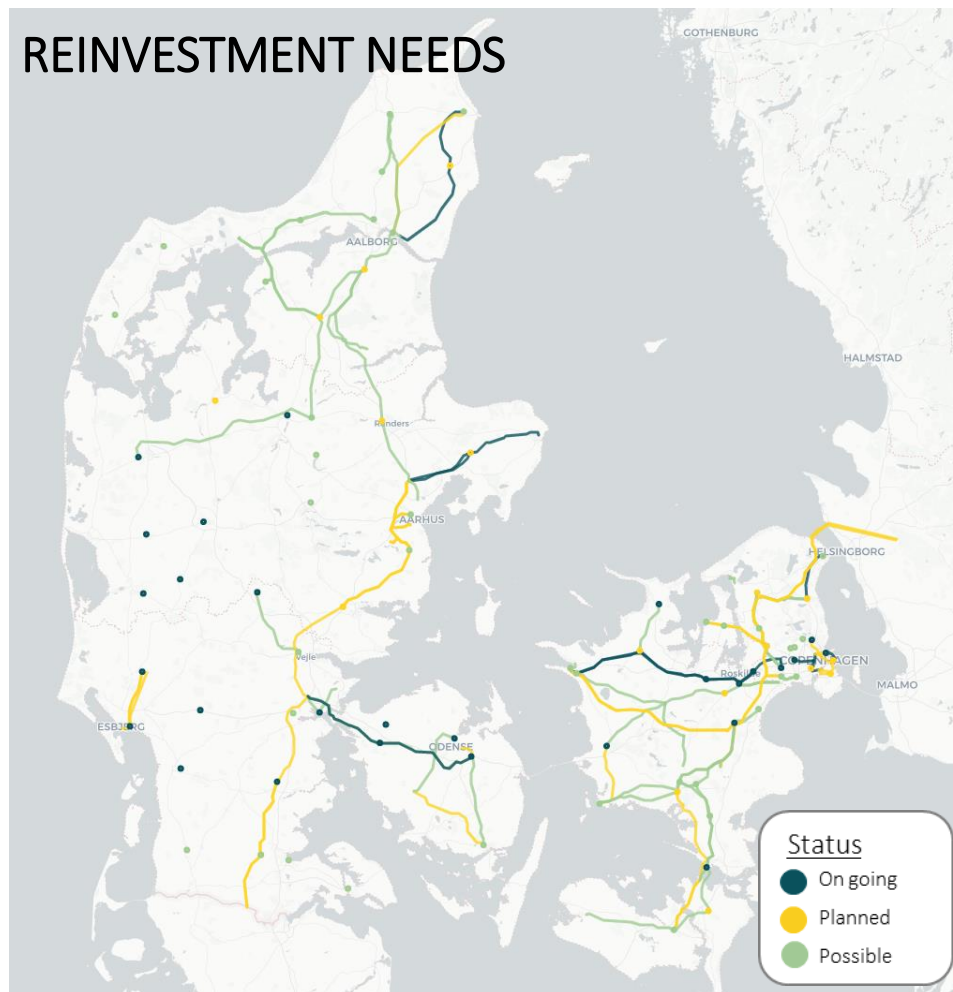 REINVESTMENT NEEDS
GOTHENBURG
AALBORG
HALMSTAD
Randers
AARHUS
HELSINGBORG
Vejle
COPENHAGEN
Roskilde
MALMO
ESBJERG
ODENSE
Status
On going
Planned
Possible